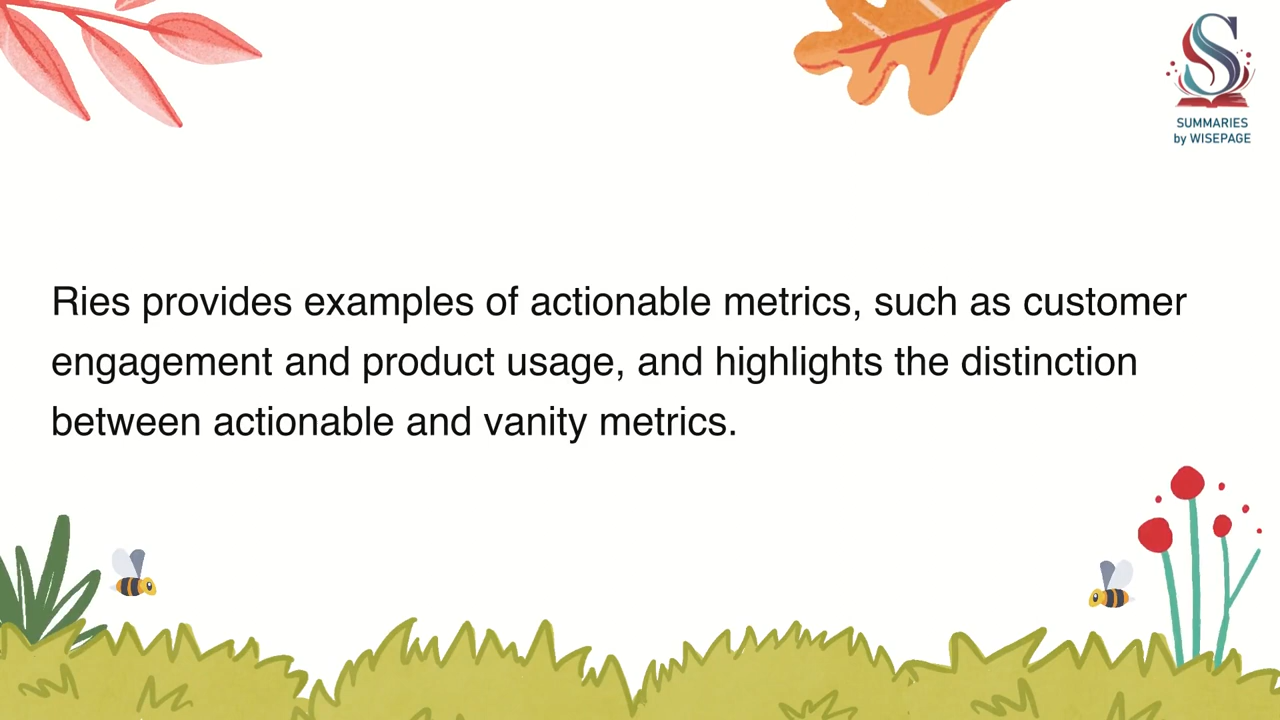 SUMMARIES
by WISEPAGE
Ries provides examples of actionable metrics, such as customer
engagement and product usage, and highlights the distinction
between actionable and vanity metrics.